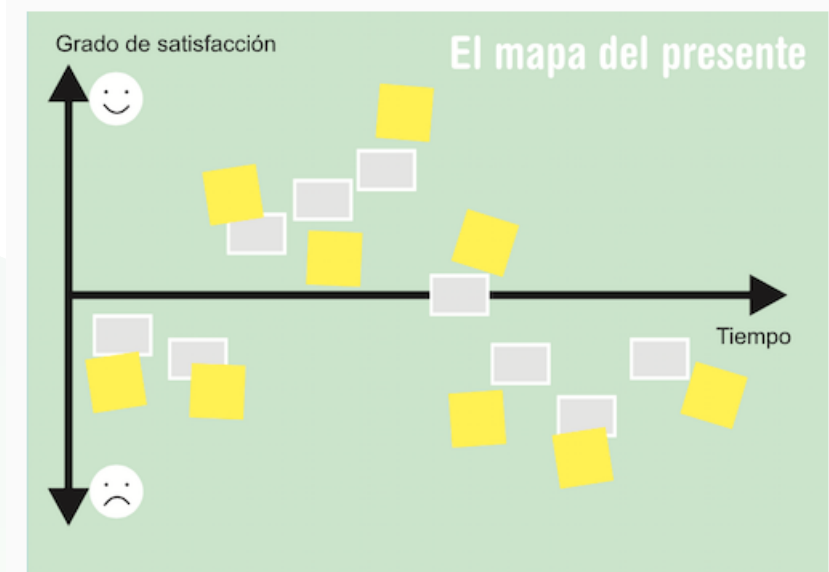 Grado de satisfacción
El mapa del presente
Tiempo